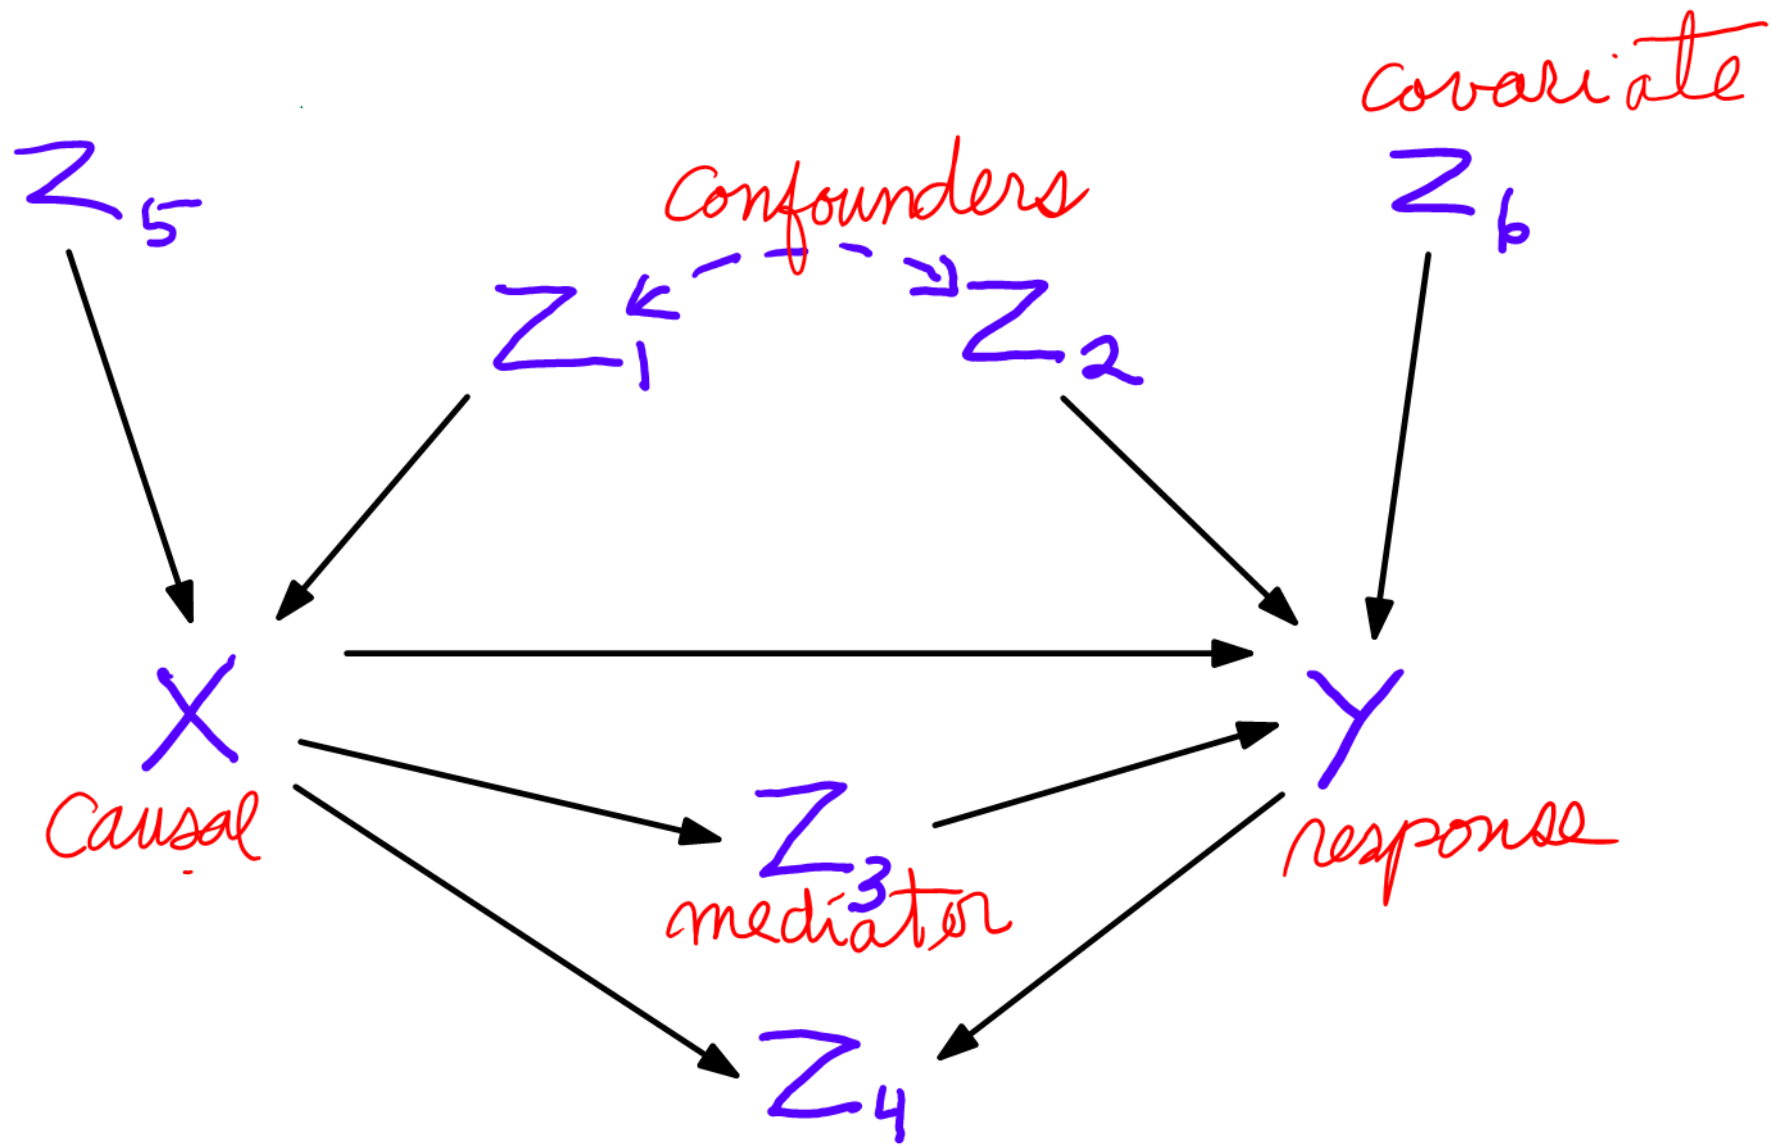 covariate
Z5
confounders
Z6
Z1
Z2
X
Y
causal
response
Z3
mediator
Z4